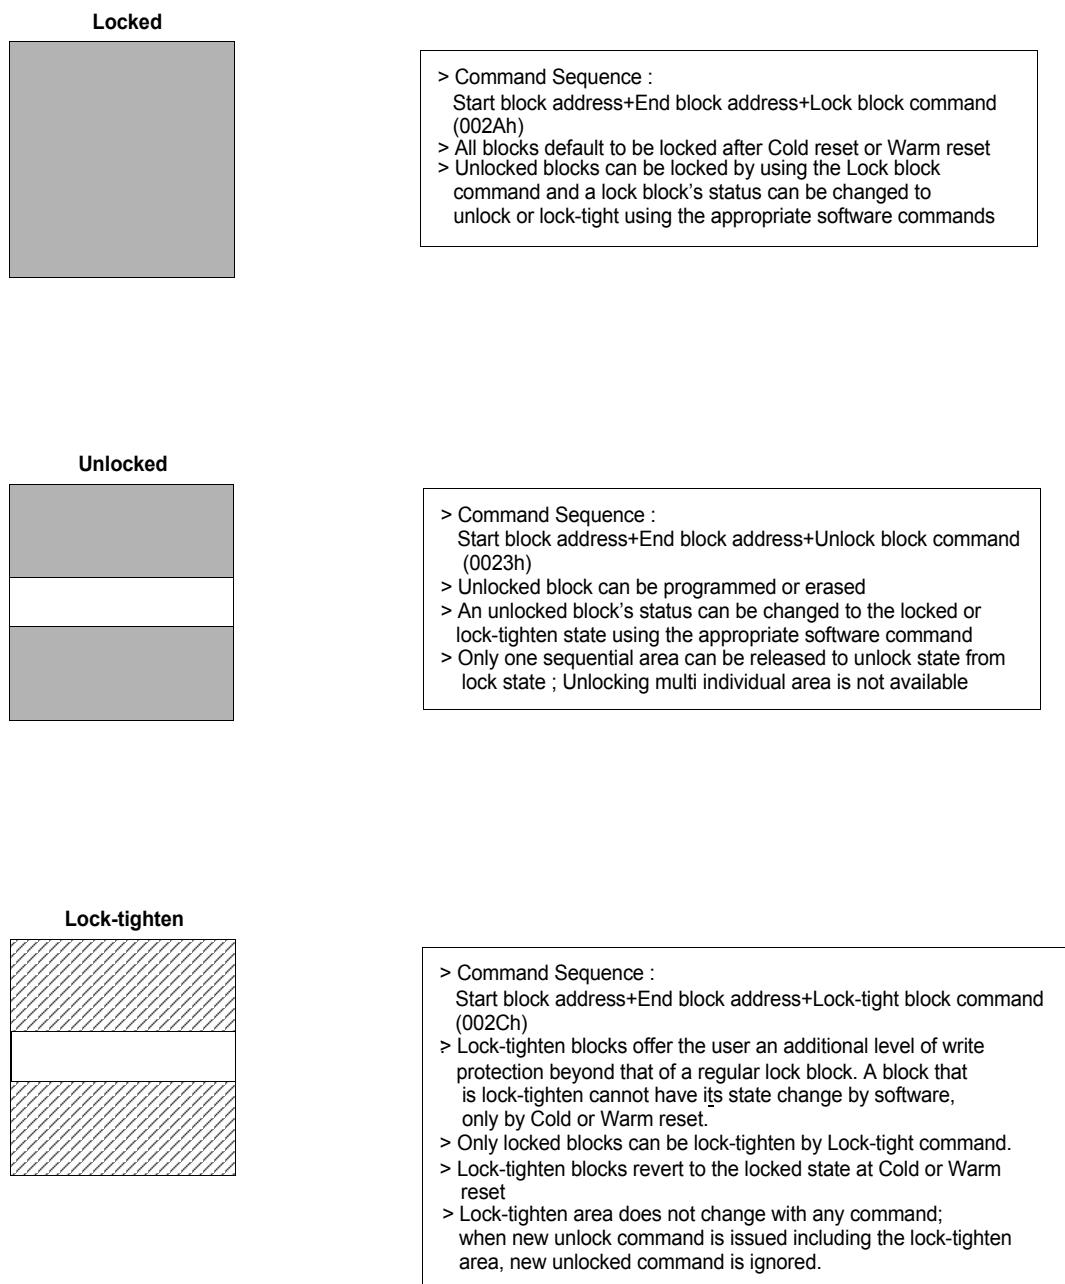 Locked
> Command Sequence :
Start block address+End block address+Lock block command
(002Ah)
> All blocks default to be locked after Cold reset or Warm reset
> Unlocked blocks can be locked by using the Lock block
command and a lock block’s status can be changed to
unlock or lock-tight using the appropriate software commands
Unlocked
> Command Sequence :
Start block address+End block address+Unlock block command
(0023h)
> Unlocked block can be programmed or erased
> An unlocked block’s status can be changed to the locked or
lock-tighten state using the appropriate software command
> Only one sequential area can be released to unlock state from
lock state ; Unlocking multi individual area is not available
Lock-tighten
> Command Sequence :
Start block address+End block address+Lock-tight block command
(002Ch)
> Lock-tighten blocks offer the user an additional level of write
protection beyond that of a regular lock block. A block that
is lock-tighten cannot have its state change by software,
only by Cold or Warm reset.
> Only locked blocks can be lock-tighten by Lock-tight command.
> Lock-tighten blocks revert to the locked state at Cold or Warm
reset
> Lock-tighten area does not change with any command;
when new unlock command is issued including the lock-tighten
area, new unlocked command is ignored.